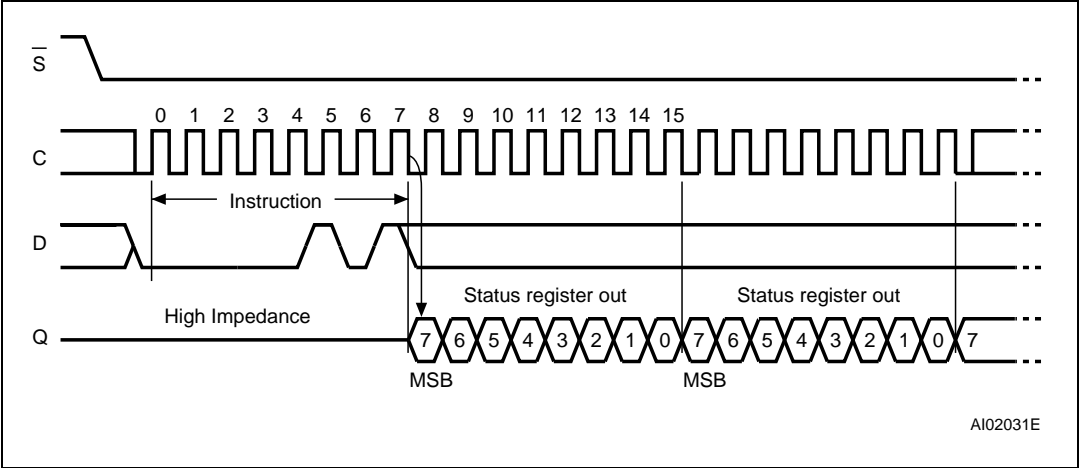 S
0 1 2 3 4 5 6 7 8 9 10 11 12 13 14 15
C
Instruction
D
Status register out Status register out
High Impedance
Q 7 6 5 4 3 2 1 0 7 6 5 4 3 2 1 0 7
MSB MSB
AI02031E